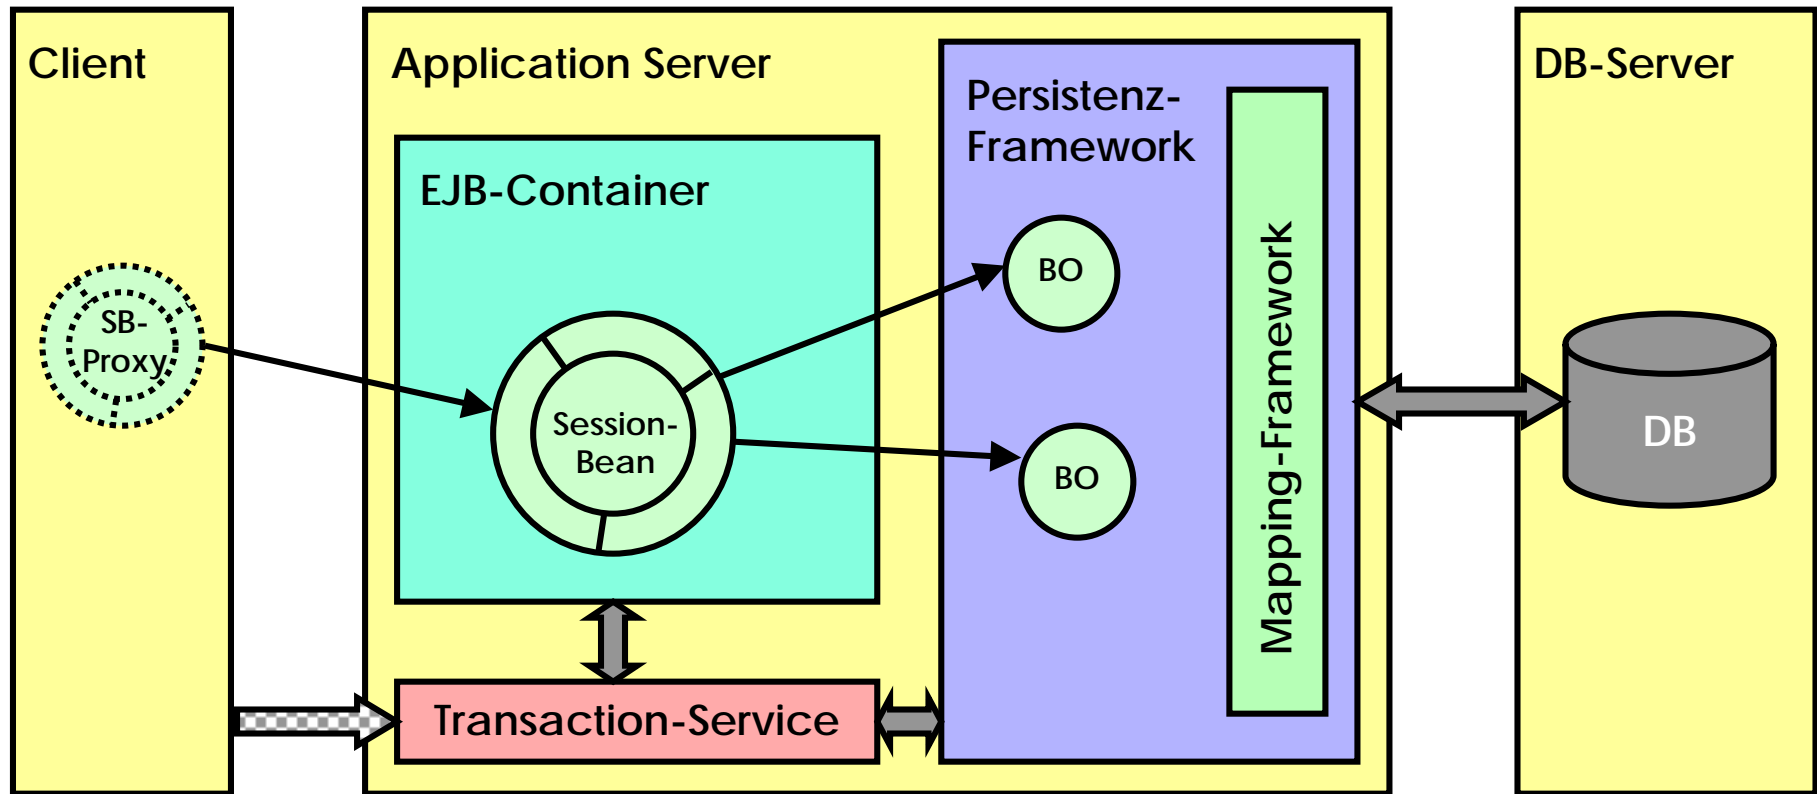 Client
SB-
Proxy
Application Server
EJB-Container
Session-
Bean
Transaction-Service
Persistenz-
Framework
BO
BO
Mapping-Framework
DB-Server
DB